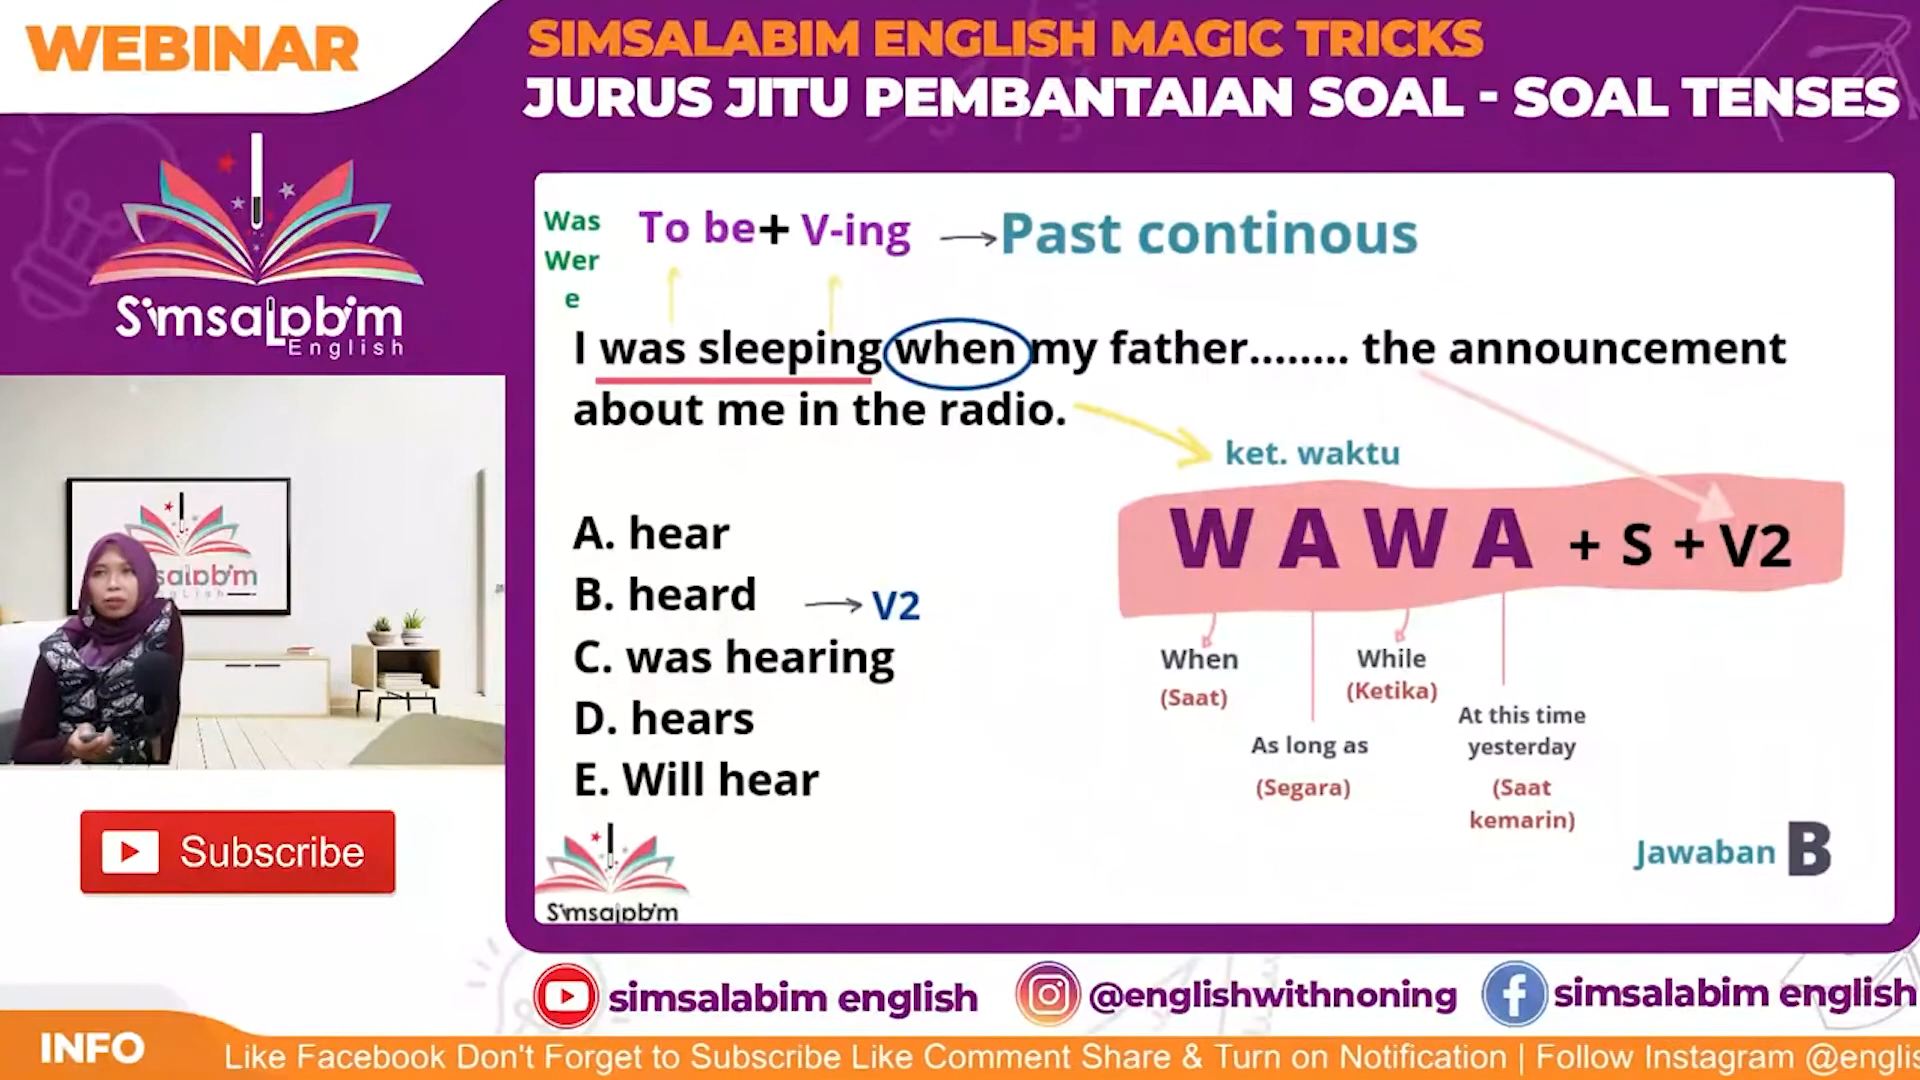 WEBINAR
SIMSALABIM ENGLISH MAGIC TRICKS
JURUS JITU PEMBANTAIAN SOAL - SOAL TENSES
Simsalabim
English
Was
Wer
e
To be + V-ing → Past continous
I was sleeping when my father........ the announcement
about me in the radio.
ket. waktu
W A W A + S + V2
A. hear
B. heard → V2
C. was hearing
D. hears
E. Will hear
When
(Saat)
As long as
(Segara)
While
(Ketika)
At this time
yesterday
(Saat
kemarin)
Jawaban B
Simsalabim
Subscribe
simsalabim english
@englishwithnoning
simsalabim english
INFO
Like Facebook Don't Forget to Subscribe Like Comment Share & Turn on Notification | Follow Instagram @englis